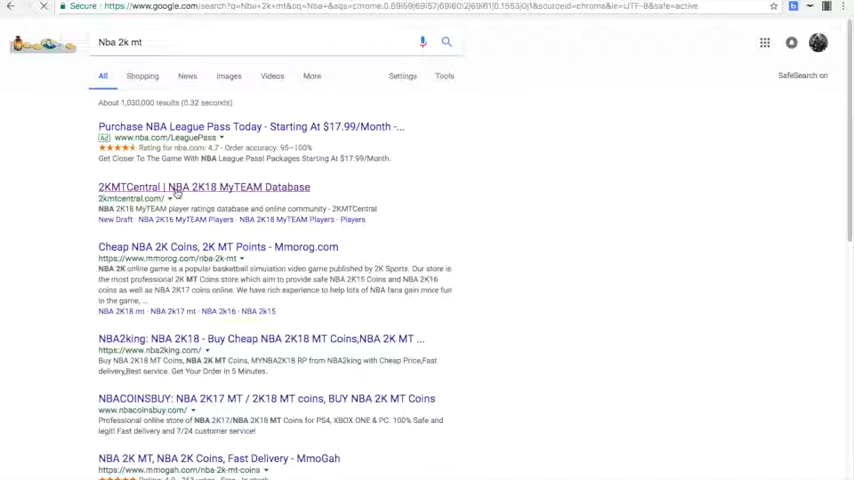 Secure https://www.google.com/search?q=Nba+2k+mt&oq=Nba+&aqs=chrome.0.69i59j69i57j69i60l2j69i61j0.1553j0j1&sourceid=chrome&ie=UTF-8&safe=active
Nba 2k mt
All Shopping News Images Videos More Settings Tools
SafeSearch on
About 1,030,000 results (0.32 seconds)
Purchase NBA League Pass Today - Starting At $17.99/Month -...
Ad www.nba.com/LeaguePass
Rating for nba.com: 4.7 - Order accuracy: 95–100%
Get Closer To The Game With NBA League Pass! Packages Starting At $17.99/Month.
2KMTCentral | NBA 2K18 MyTEAM Database
2kmtcentral.com/
NBA 2K18 MyTEAM player ratings database and online community - 2KMTCentral
New Draft · NBA 2K16 MyTEAM Players · NBA 2K18 MyTEAM Players · Players
Cheap NBA 2K Coins, 2K MT Points - Mmorog.com
https://www.mmorog.com/nba-2k-mt
NBA 2K online game is a popular basketball simulation video game published by 2K Sports. Our store is
the most professional 2K MT Coins store which aim to provide safe NBA 2K15 Coins and NBA 2K16
coins as well as NBA 2K17 coins online. We have rich experience to help lots of NBA fans gain more fun
in the game, ...
NBA 2K18 mt · NBA 2k17 mt · NBA 2k16 · NBA 2k15
NBA2king: NBA 2K18 - Buy Cheap NBA 2K18 MT Coins,NBA 2K MT ...
https://www.nba2king.com/
Buy NBA 2K18 MT Coins, NBA 2K MT Coins, MYNBA2K18 RP from NBA2king with Cheap Price,Fast
delivery,Best service. Get Your Order in 5 Minutes.
NBACOINSBUY: NBA 2K17 MT / 2K18 MT coins, BUY NBA 2K MT Coins
www.nbacoinsbuy.com/
Professional online store of NBA 2K17/NBA 2K18 MT Coins for PS4, XBOX ONE & PC. 100% Safe and
legit! Fast delivery and 7/24 customer service!
NBA 2K MT, NBA 2K Coins, Fast Delivery - MmoGah
https://www.mmogah.com/nba-2k-mt-coins